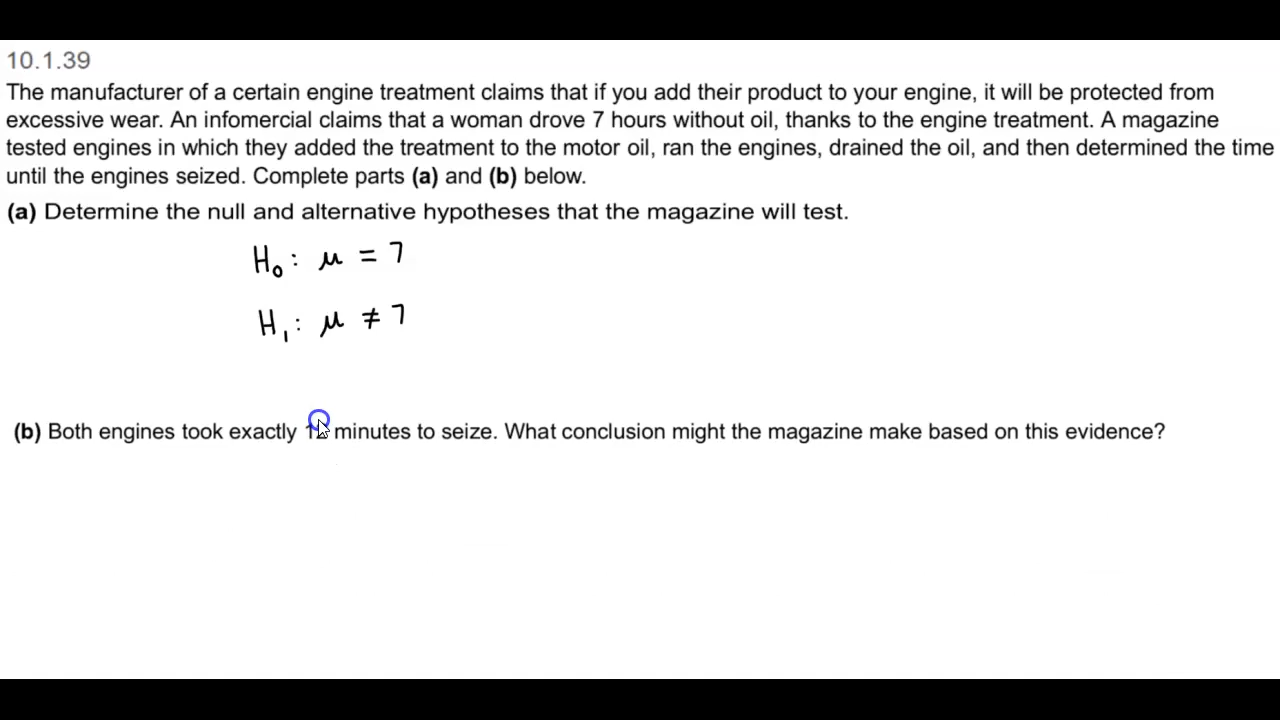 10.1.39
The manufacturer of a certain engine treatment claims that if you add their product to your engine, it will be protected from
excessive wear. An infomercial claims that a woman drove 7 hours without oil, thanks to the engine treatment. A magazine
tested engines in which they added the treatment to the motor oil, ran the engines, drained the oil, and then determined the time
until the engines seized. Complete parts (a) and (b) below.
(a) Determine the null and alternative hypotheses that the magazine will test.
H₀: μ = 7
H₁: μ ≠ 7
(b) Both engines took exactly minutes to seize. What conclusion might the magazine make based on this evidence?